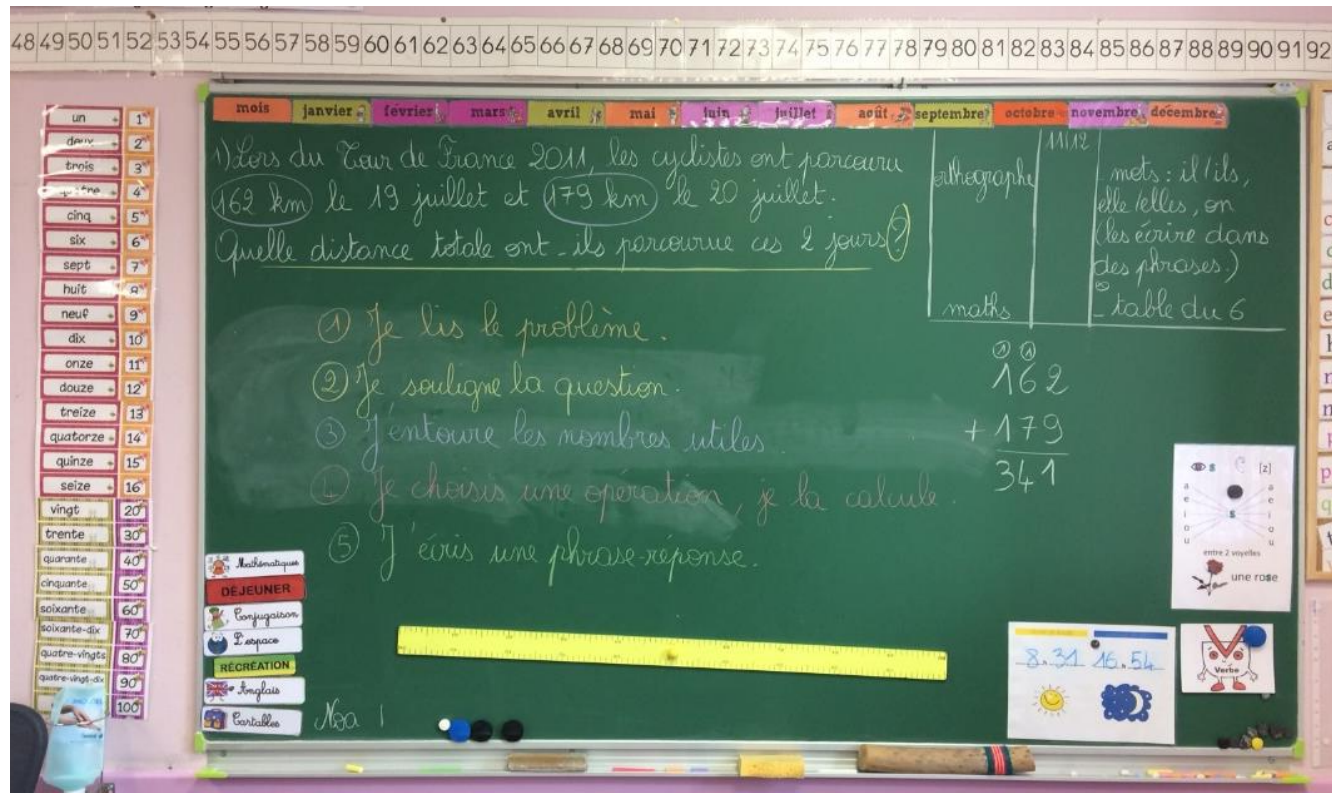 48 49 50 51 52 53 54 55 56 57 58 59 60 61 62 63 64 65 66 67 68 69 70 71 72 73 74 75 76 77 78 79 80 81 82 83 84 85 86 87 88 89 90 91 92
mois janvier février mars avril mai juin juillet août septembre octobre novembre décembre
un 1
deux 2
trois 3
quatre 4
cinq 5
six 6
sept 7
huit 8
neuf 9
dix 10
onze 11
douze 12
treize 13
quatorze 14
quinze 15
seize 16
vingt 20
trente 30
quarante 40
cinquante 50
soixante 60
soixante-dix 70
quatre-vingts 80
quatre-vingt-dix 90
100
1) Lors du Tour de France 2011, les cyclistes ont parcouru
162 km le 19 juillet et 179 km le 20 juillet.
Quelle distance totale ont-ils parcourue ces 2 jours ?
① Je lis le problème.
② Je souligne la question.
③ J'entoure les nombres utiles.
④ Je choisis une opération, je la calcule.
⑤ J'écris une phrase-réponse.
11/12
orthographe
mots : il/ils,
elle/elles, on
(les écrire dans
des phrases.)
maths
- table du 6
1 1
162
+ 179
341
Mathématiques
DÉJEUNER
Conjugaison
L'espace
RÉCRÉATION
Anglais
Cartables
Noa |
s [z]
a a
e e
i s i
o o
u u
entre 2 voyelles
une rose
8.31 16.54
Verbe